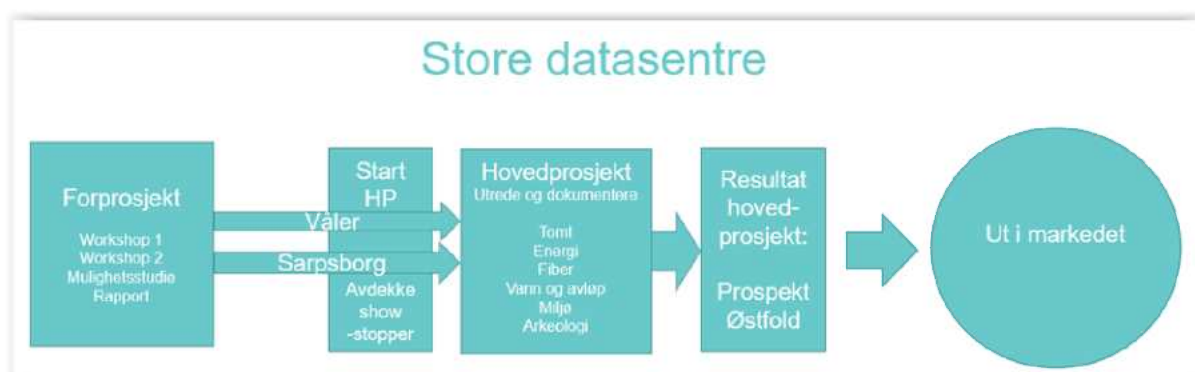 Store datasentre
Forprosjekt
Workshop 1
Workshop 2
Mulighetsstudie
Rapport
Start
HP
Våler
Sarpsborg
Avdekke
show
-stopper
Hovedprosjekt
Utrede og dokumentere
Tomt
Energi
Fiber
Vann og avløp
Miljø
Arkeologi
Resultat
hoved-
prosjekt:
Prospekt
Østfold
Ut i markedet